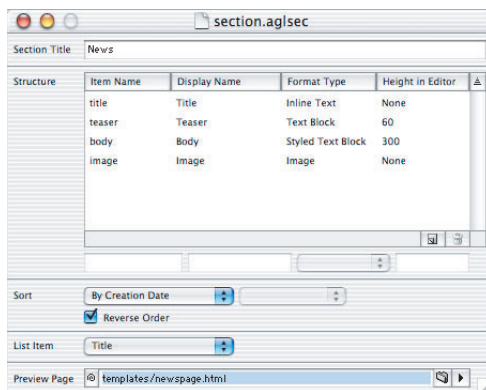 section.aglsec
Section Title News
Structure
Item Name Display Name Format Type Height in Editor
title Title Inline Text None
teaser Teaser Text Block 60
body Body Styled Text Block 300
image Image Image None
Sort By Creation Date
Reverse Order
List Item Title
Preview Page templates/newspage.html